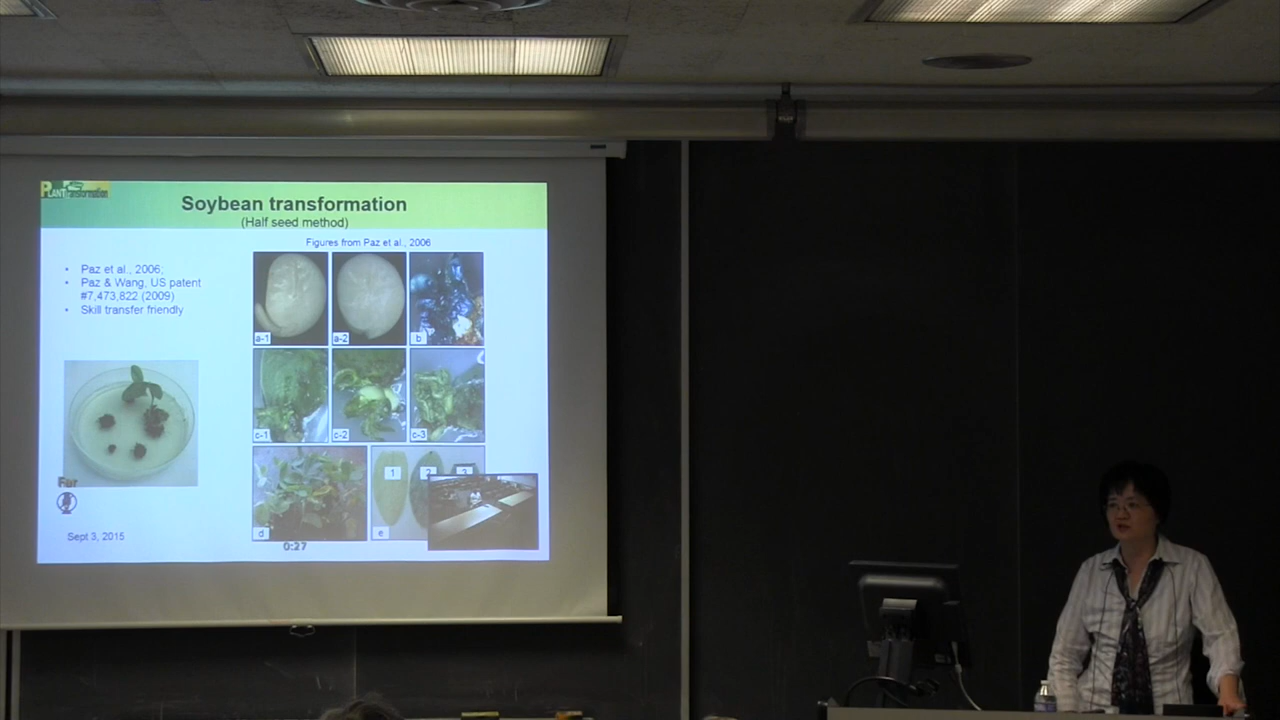 PLANT Transformation
Soybean transformation
(Half seed method)
Figures from Paz et al., 2006
• Paz et al., 2006;
• Paz & Wang, US patent
#7,473,822 (2009)
• Skill transfer friendly
a-1
a-2
b
c-1
c-2
c-3
d
1
2
3
e
Sept 3, 2015
0:27